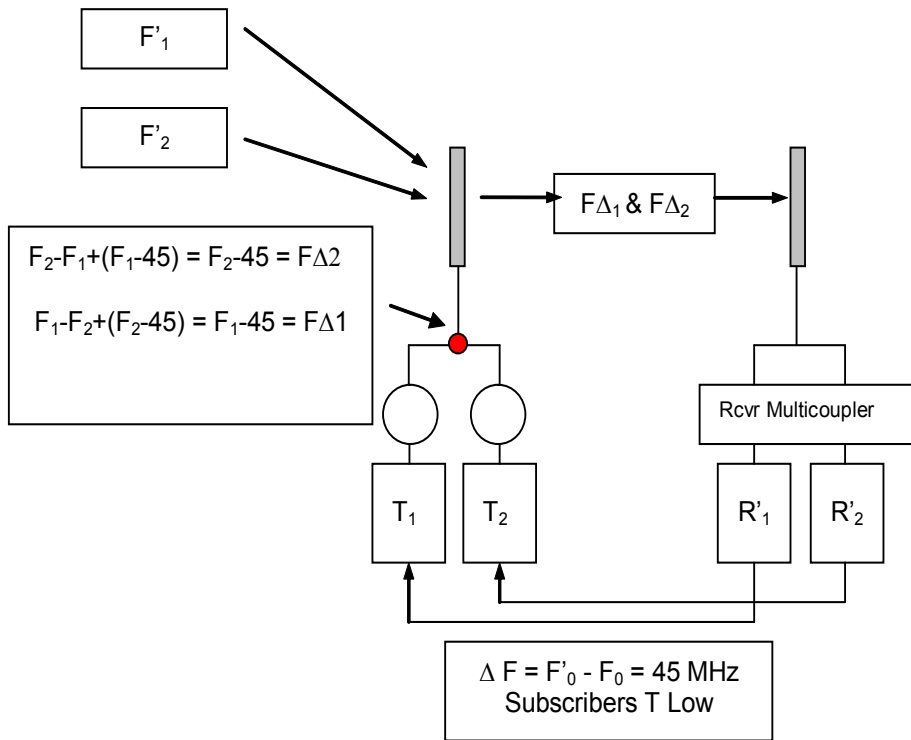 F'₁
F'₂
FΔ₁ & FΔ₂
F₂-F₁+(F₁-45) = F₂-45 = FΔ2
F₁-F₂+(F₂-45) = F₁-45 = FΔ1
Rcvr Multicoupler
T₁ T₂ R'₁ R'₂
Δ F = F'₀ - F₀ = 45 MHz
Subscribers T Low